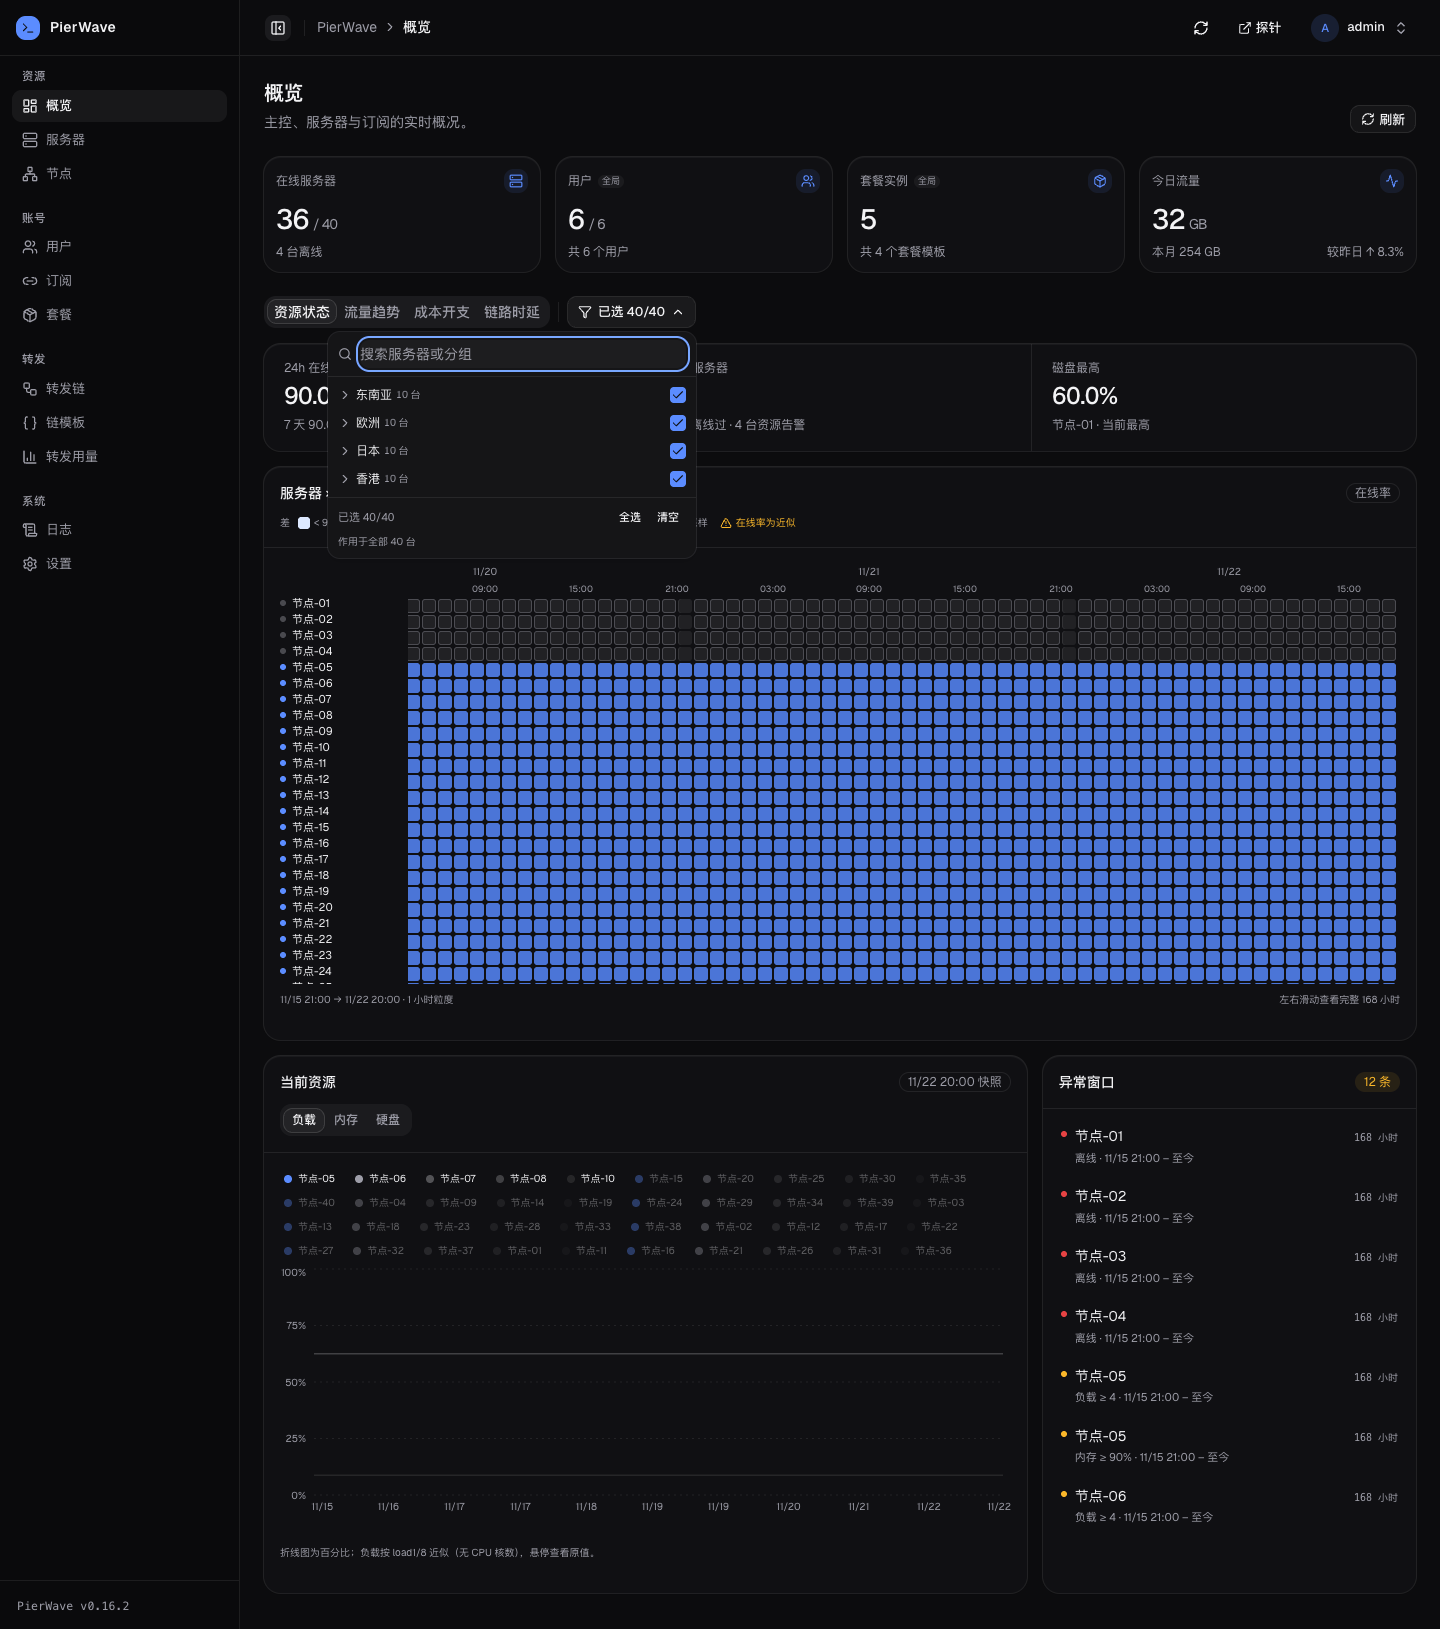 PierWave
PierWave > 概览
探针
A admin
资源
概览
服务器
节点
账号
用户
订阅
套餐
转发
转发链
链模板
转发用量
系统
日志
设置
PierWave v0.16.2
概览
主控、服务器与订阅的实时概况。
刷新
在线服务器
36 / 40
4 台离线
用户 全局
6 / 6
共 6 个用户
套餐实例 全局
5
共 4 个套餐模板
今日流量
32 GB
本月 254 GB 较昨日 ↑ 8.3%
资源状态 流量趋势 成本开支 链路时延 已选 40/40
搜索服务器或分组
东南亚 10 台
欧洲 10 台
日本 10 台
香港 10 台
已选 40/40 全选 清空
作用于全部 40 台
24h 在线
90.0
7 天 90.
服务器
离线过 · 4 台资源告警
磁盘最高
60.0%
节点-01 · 当前最高
服务器
在线率
差 < 9
样 在线率为近似
11/20 11/21 11/22
09:00 15:00 21:00 03:00 09:00 15:00 21:00 03:00 09:00 15:00
节点-01
节点-02
节点-03
节点-04
节点-05
节点-06
节点-07
节点-08
节点-09
节点-10
节点-11
节点-12
节点-13
节点-14
节点-15
节点-16
节点-17
节点-18
节点-19
节点-20
节点-21
节点-22
节点-23
节点-24
11/15 21:00 → 11/22 20:00 · 1 小时粒度 左右滑动查看完整 168 小时
当前资源
11/22 20:00 快照
负载 内存 硬盘
节点-05 节点-06 节点-07 节点-08 节点-10 节点-15 节点-20 节点-25 节点-30 节点-35
节点-40 节点-04 节点-09 节点-14 节点-19 节点-24 节点-29 节点-34 节点-39 节点-03
节点-13 节点-18 节点-23 节点-28 节点-33 节点-38 节点-02 节点-12 节点-17 节点-22
节点-27 节点-32 节点-37 节点-01 节点-11 节点-16 节点-21 节点-26 节点-31 节点-36
100%
75%
50%
25%
0%
11/15 11/16 11/17 11/17 11/18 11/19 11/19 11/20 11/21 11/22 11/22
折线图为百分比；负载按 load1/8 近似（无 CPU 核数），悬停查看原值。
异常窗口
12 条
节点-01 168 小时
离线 · 11/15 21:00 – 至今
节点-02 168 小时
离线 · 11/15 21:00 – 至今
节点-03 168 小时
离线 · 11/15 21:00 – 至今
节点-04 168 小时
离线 · 11/15 21:00 – 至今
节点-05 168 小时
负载 ≥ 4 · 11/15 21:00 – 至今
节点-05 168 小时
内存 ≥ 90% · 11/15 21:00 – 至今
节点-06 168 小时
负载 ≥ 4 · 11/15 21:00 – 至今